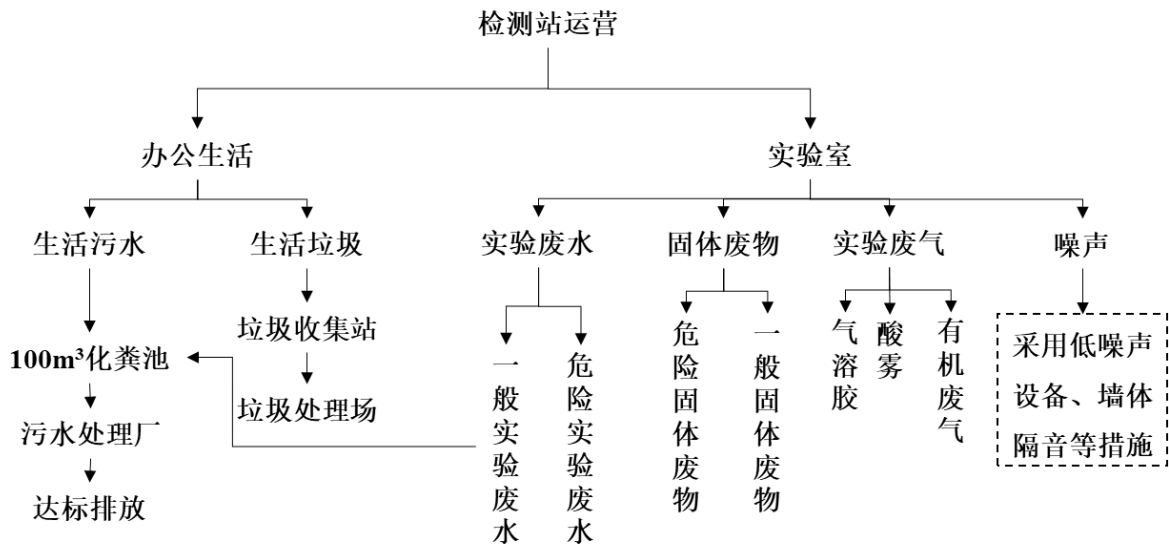 检测站运营
办公生活
实验室
生活污水
生活垃圾
实验废水
固体废物
实验废气
噪声
垃圾收集站
100m³化粪池
垃圾处理场
污水处理厂
达标排放
一般实验废水
危险实验废水
危险固体废物
一般固体废物
气溶胶
酸雾
有机废气
采用低噪声
设备、墙体
隔音等措施